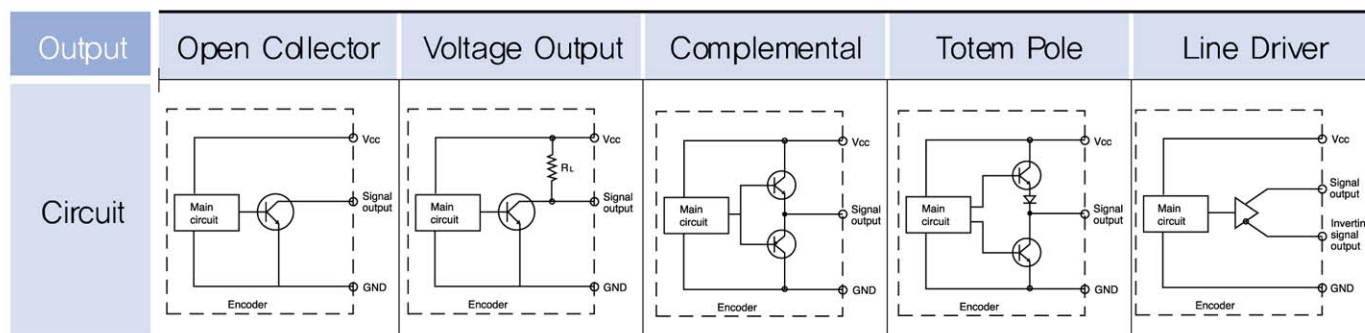 Output
Open Collector
Voltage Output
Complemental
Totem Pole
Line Driver
Circuit
Vcc
Main
circuit
Signal
output
GND
Encoder
Vcc
RL
Main
circuit
Signal
output
GND
Encoder
Vcc
Main
circuit
Signal
output
GND
Encoder
Vcc
Main
circuit
Signal
output
GND
Encoder
Vcc
Main
circuit
Signal
output
Invertin
signal
output
GND
Encoder